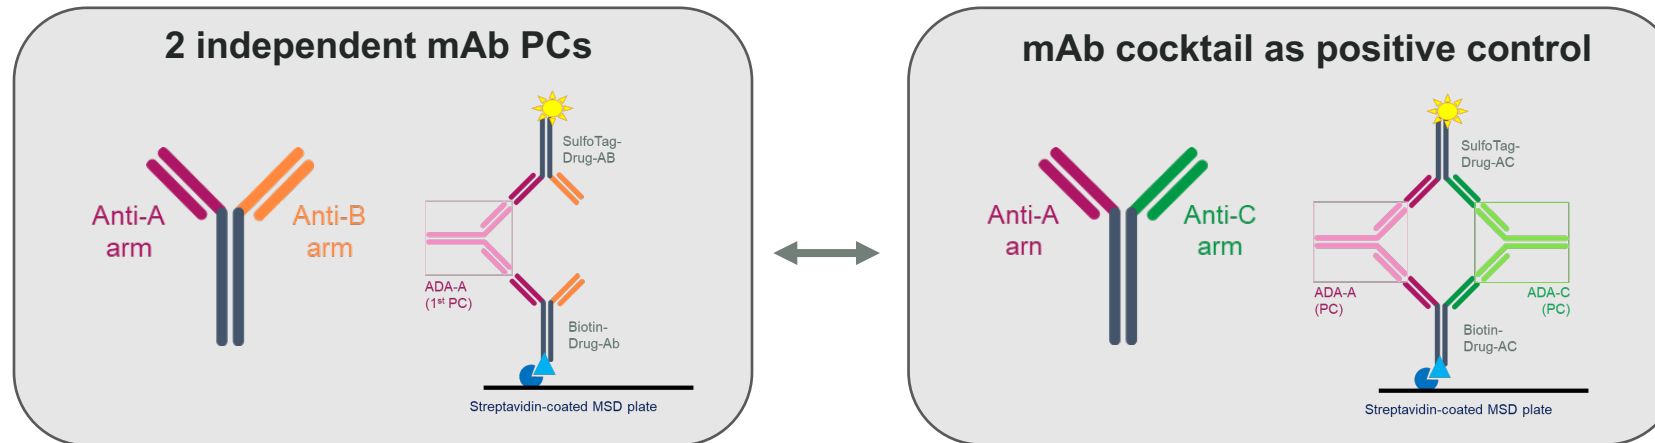 2 independent mAb PCs
Anti-A
arm
Anti-B
arm
SulfoTag-
Drug-AB
ADA-A
(1st PC)
Biotin-
Drug-Ab
Streptavidin-coated MSD plate
mAb cocktail as positive control
Anti-A
arn
Anti-C
arm
SulfoTag-
Drug-AC
ADA-A
(PC)
ADA-C
(PC)
Biotin-
Drug-AC
Streptavidin-coated MSD plate